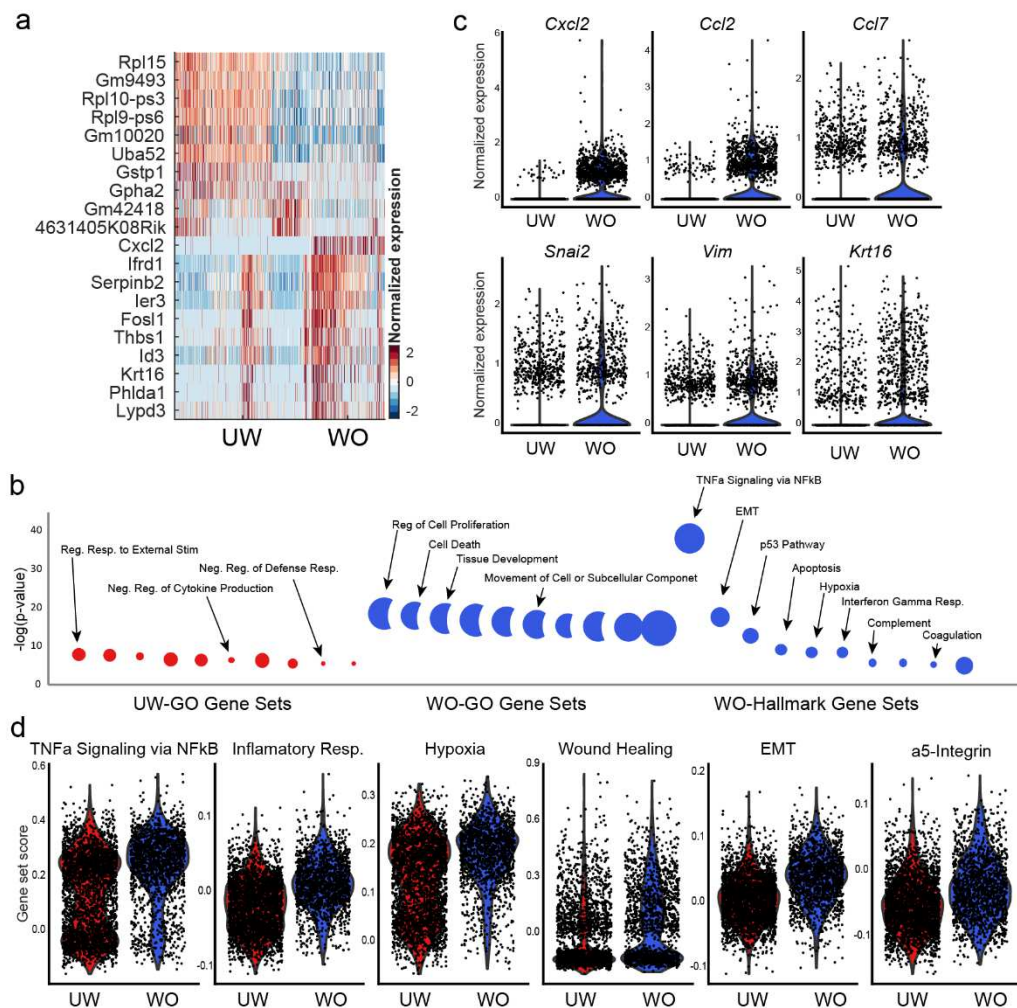 a
Rpl15
Gm9493
Rpl10-ps3
Rpl9-ps6
Gm10020
Uba52
Gstp1
Gpha2
Gm42418
4631405K08Rik
Cxcl2
Ifrd1
Serpinb2
Ier3
Fosl1
Thbs1
Id3
Krt16
Phlda1
Lypd3
UW WO
Normalized expression
2
0
-2
c
Cxcl2 Ccl2 Ccl7
Normalized expression
6
4
2
0
4
3
2
1
0
2
1
0
UW WO UW WO UW WO
Snai2 Vim Krt16
Normalized expression
3
2
1
0
3
2
1
0
5
4
3
2
1
0
UW WO UW WO UW WO
b
-log(p-value)
40
30
20
10
0
Reg. Resp. to External Stim
Neg. Reg. of Cytokine Production
Neg. Reg. of Defense Resp.
Reg of Cell Proliferation
Cell Death
Tissue Development
Movement of Cell or Subcellular Componet
TNFa Signaling via NFkB
EMT
p53 Pathway
Apoptosis
Hypoxia
Interferon Gamma Resp.
Complement
Coagulation
UW-GO Gene Sets WO-GO Gene Sets WO-Hallmark Gene Sets
d
TNFa Signaling via NFkB Inflamatory Resp. Hypoxia Wound Healing EMT a5-Integrin
Gene set score
0.6
0.4
0.2
0.0
0.1
0.0
-0.1
0.3
0.2
0.1
0.0
0.9
0.6
0.3
0.0
0.2
0.1
0.0
-0.1
0.1
0.0
-0.1
UW WO UW WO UW WO UW WO UW WO UW WO